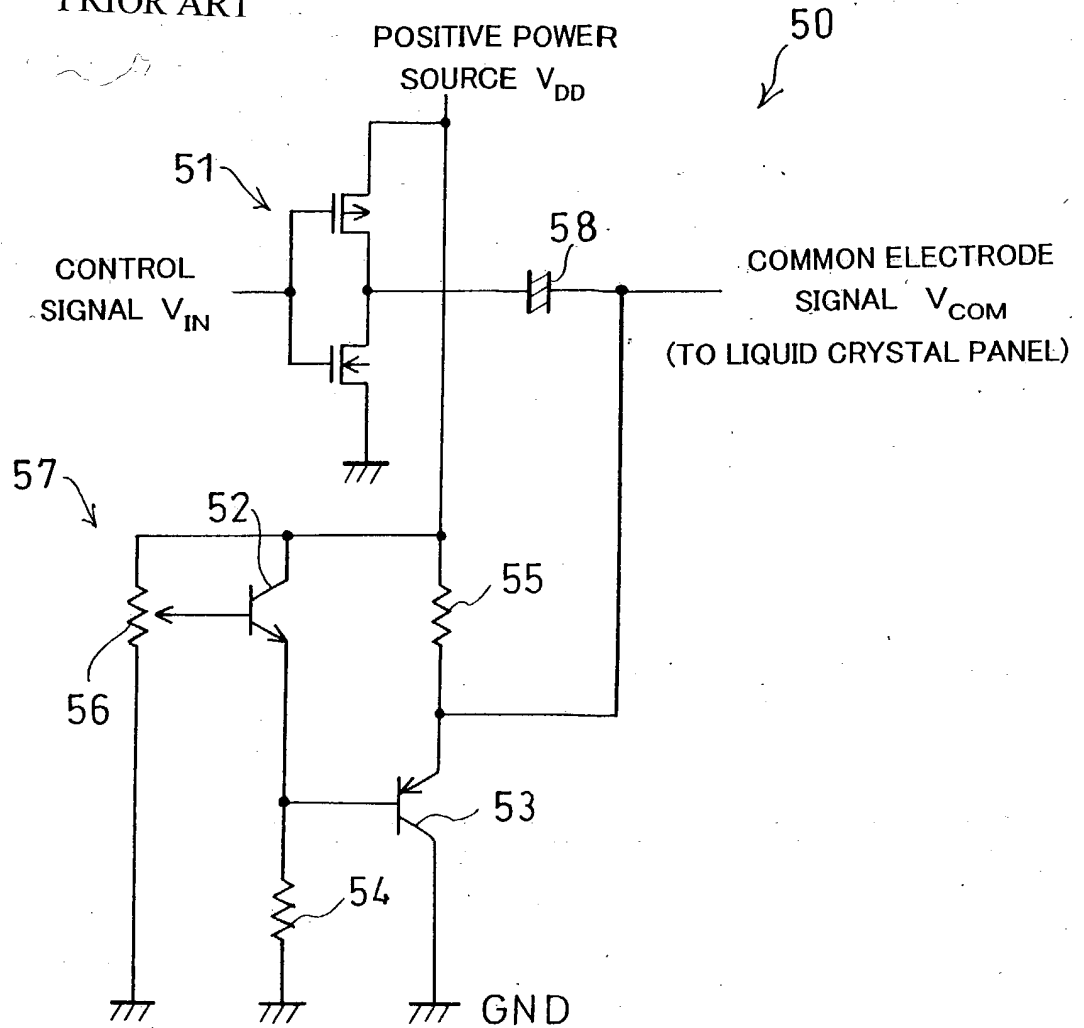 PRIOR ART
50
POSITIVE POWER
SOURCE V_DD
51
58
CONTROL
SIGNAL V_IN
COMMON ELECTRODE
SIGNAL V_COM
(TO LIQUID CRYSTAL PANEL)
57
52
55
56
53
54
GND